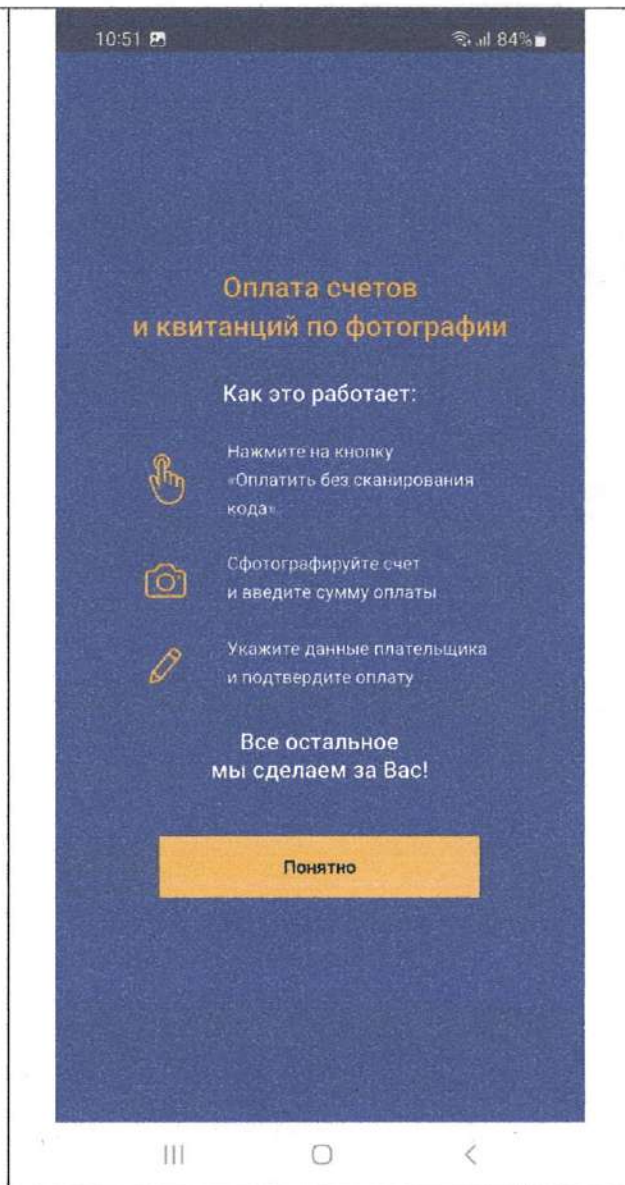 10:51 84%
Оплата счетов
и квитанций по фотографии
Как это работает:
Нажмите на кнопку
«Оплатить без сканирования
кода».
Сфотографируйте счет
и введите сумму оплаты
Укажите данные плательщика
и подтвердите оплату
Все остальное
мы сделаем за Вас!
Понятно